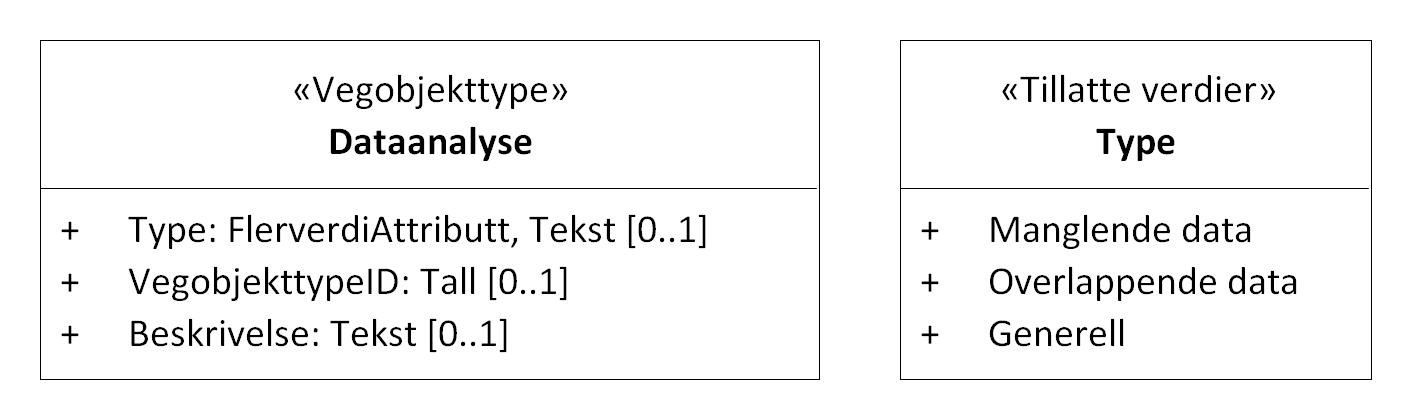 «Vegobjekttype»
Dataanalyse
+ Type: FlerverdiAttributt, Tekst [0..1]
+ VegobjekttypeID: Tall [0..1]
+ Beskrivelse: Tekst [0..1]
«Tillatte verdier»
Type
+ Manglende data
+ Overlappende data
+ Generell